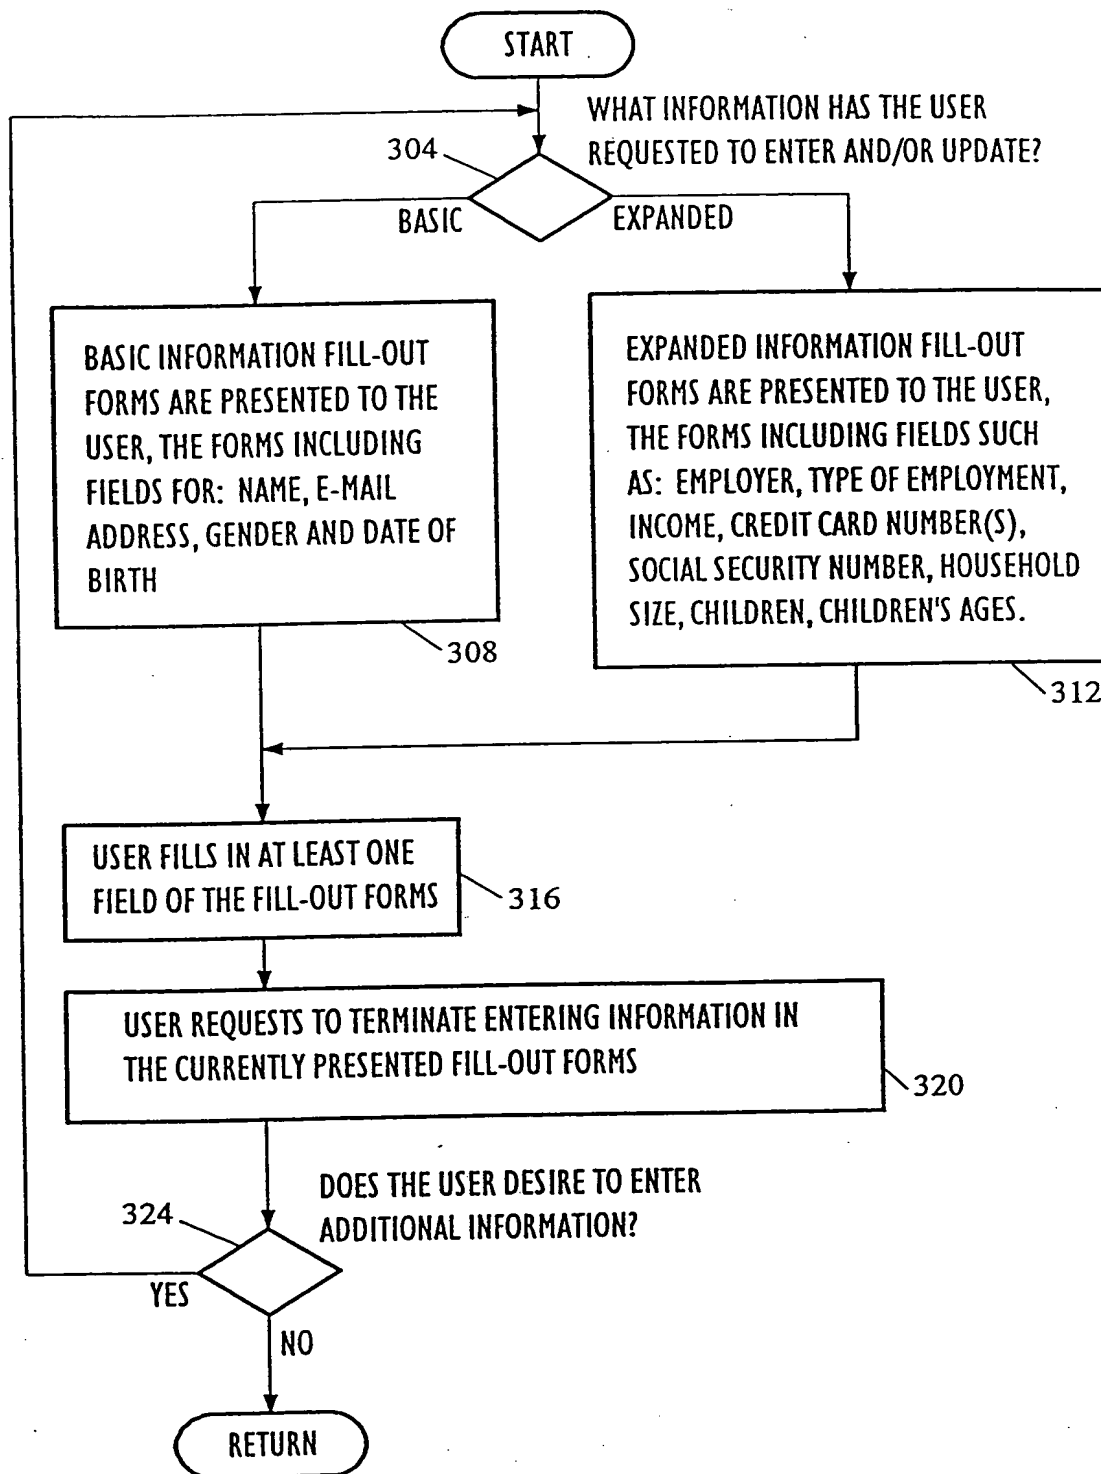 START
WHAT INFORMATION HAS THE USER
REQUESTED TO ENTER AND/OR UPDATE?
304
BASIC
EXPANDED
BASIC INFORMATION FILL-OUT
FORMS ARE PRESENTED TO THE
USER, THE FORMS INCLUDING
FIELDS FOR: NAME, E-MAIL
ADDRESS, GENDER AND DATE OF
BIRTH
308
EXPANDED INFORMATION FILL-OUT
FORMS ARE PRESENTED TO THE USER,
THE FORMS INCLUDING FIELDS SUCH
AS: EMPLOYER, TYPE OF EMPLOYMENT,
INCOME, CREDIT CARD NUMBER(S),
SOCIAL SECURITY NUMBER, HOUSEHOLD
SIZE, CHILDREN, CHILDREN'S AGES.
312
USER FILLS IN AT LEAST ONE
FIELD OF THE FILL-OUT FORMS
316
USER REQUESTS TO TERMINATE ENTERING INFORMATION IN
THE CURRENTLY PRESENTED FILL-OUT FORMS
320
DOES THE USER DESIRE TO ENTER
ADDITIONAL INFORMATION?
324
YES
NO
RETURN